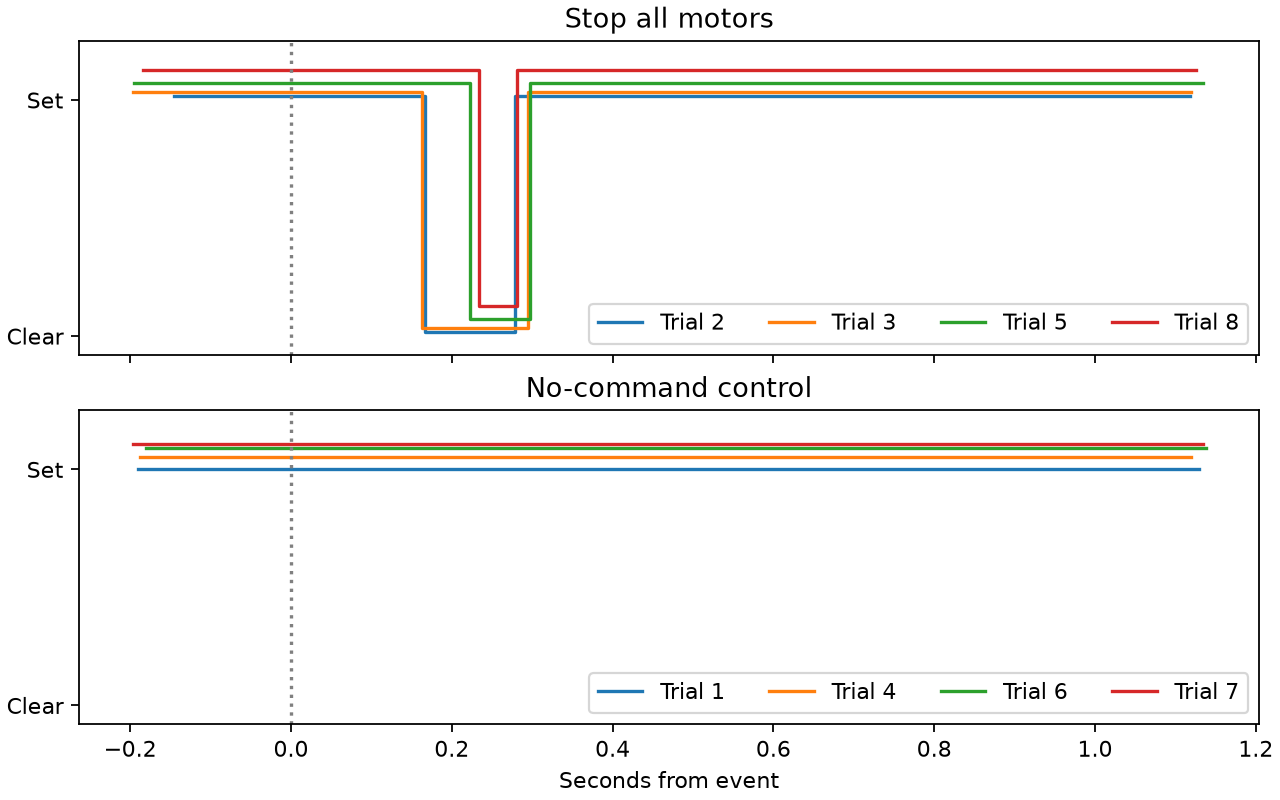 Stop all motors
Set
Clear
Trial 2 Trial 3 Trial 5 Trial 8
No-command control
Set
Clear
Trial 1 Trial 4 Trial 6 Trial 7
−0.2 0.0 0.2 0.4 0.6 0.8 1.0 1.2
Seconds from event